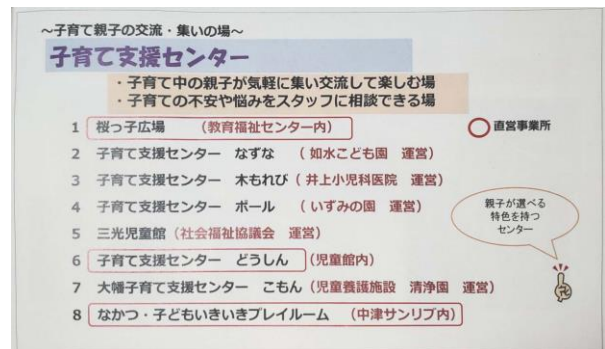 ～子育て親子の交流・集いの場～
子育て支援センター
・子育て中の親子が気軽に集い交流して楽しむ場
・子育ての不安や悩みをスタッフに相談できる場
1 桜っ子広場 （教育福祉センター内）
直営事業所
2 子育て支援センター なずな （如水こども園 運営）
3 子育て支援センター 木もれび（井上小児科医院 運営）
4 子育て支援センター ポール （いずみの園 運営）
5 三光児童館（社会福祉協議会 運営）
6 子育て支援センター どうしん（児童館内）
7 大幡子育て支援センター こもん（児童養護施設 清浄園 運営）
8 なかつ・子どもいきいきプレイルーム （中津サンリブ内）
親子が選べる
特色を持つ
センター